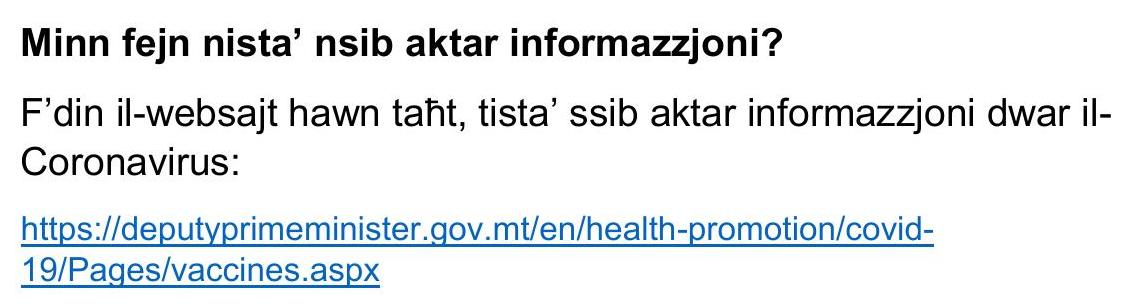 Minn fejn nista’ nsib aktar informazzjoni?
F’din il-websajt hawn taħt, tista’ ssib aktar informazzjoni dwar il-
Coronavirus:
https://deputyprimeminister.gov.mt/en/health-promotion/covid-
19/Pages/vaccines.aspx